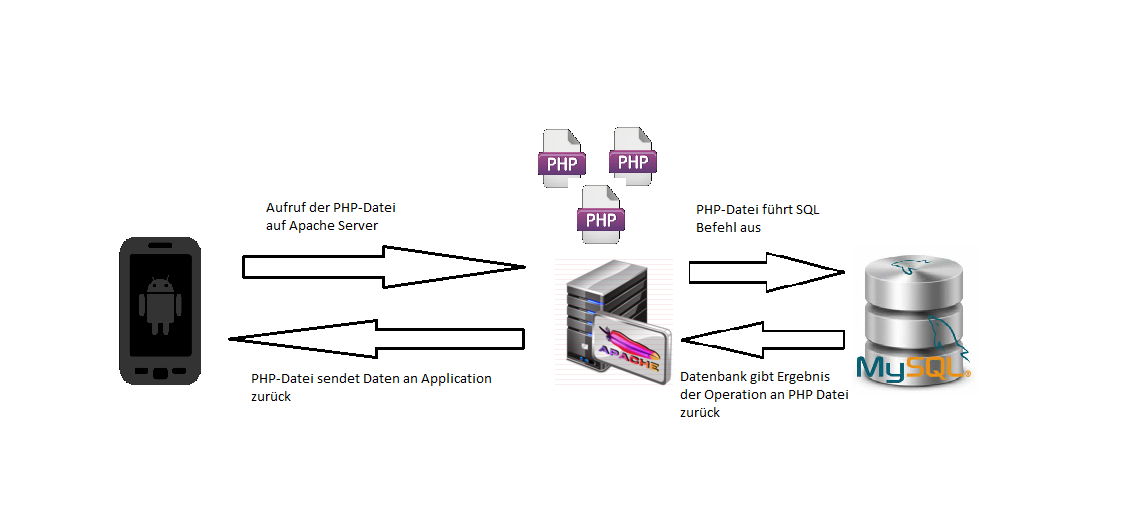 PHP
PHP
PHP
Aufruf der PHP-Datei
auf Apache Server
PHP-Datei führt SQL
Befehl aus
APACHE
MySQL®
PHP-Datei sendet Daten an Application
zurück
Datenbank gibt Ergebnis
der Operation an PHP Datei
zurück